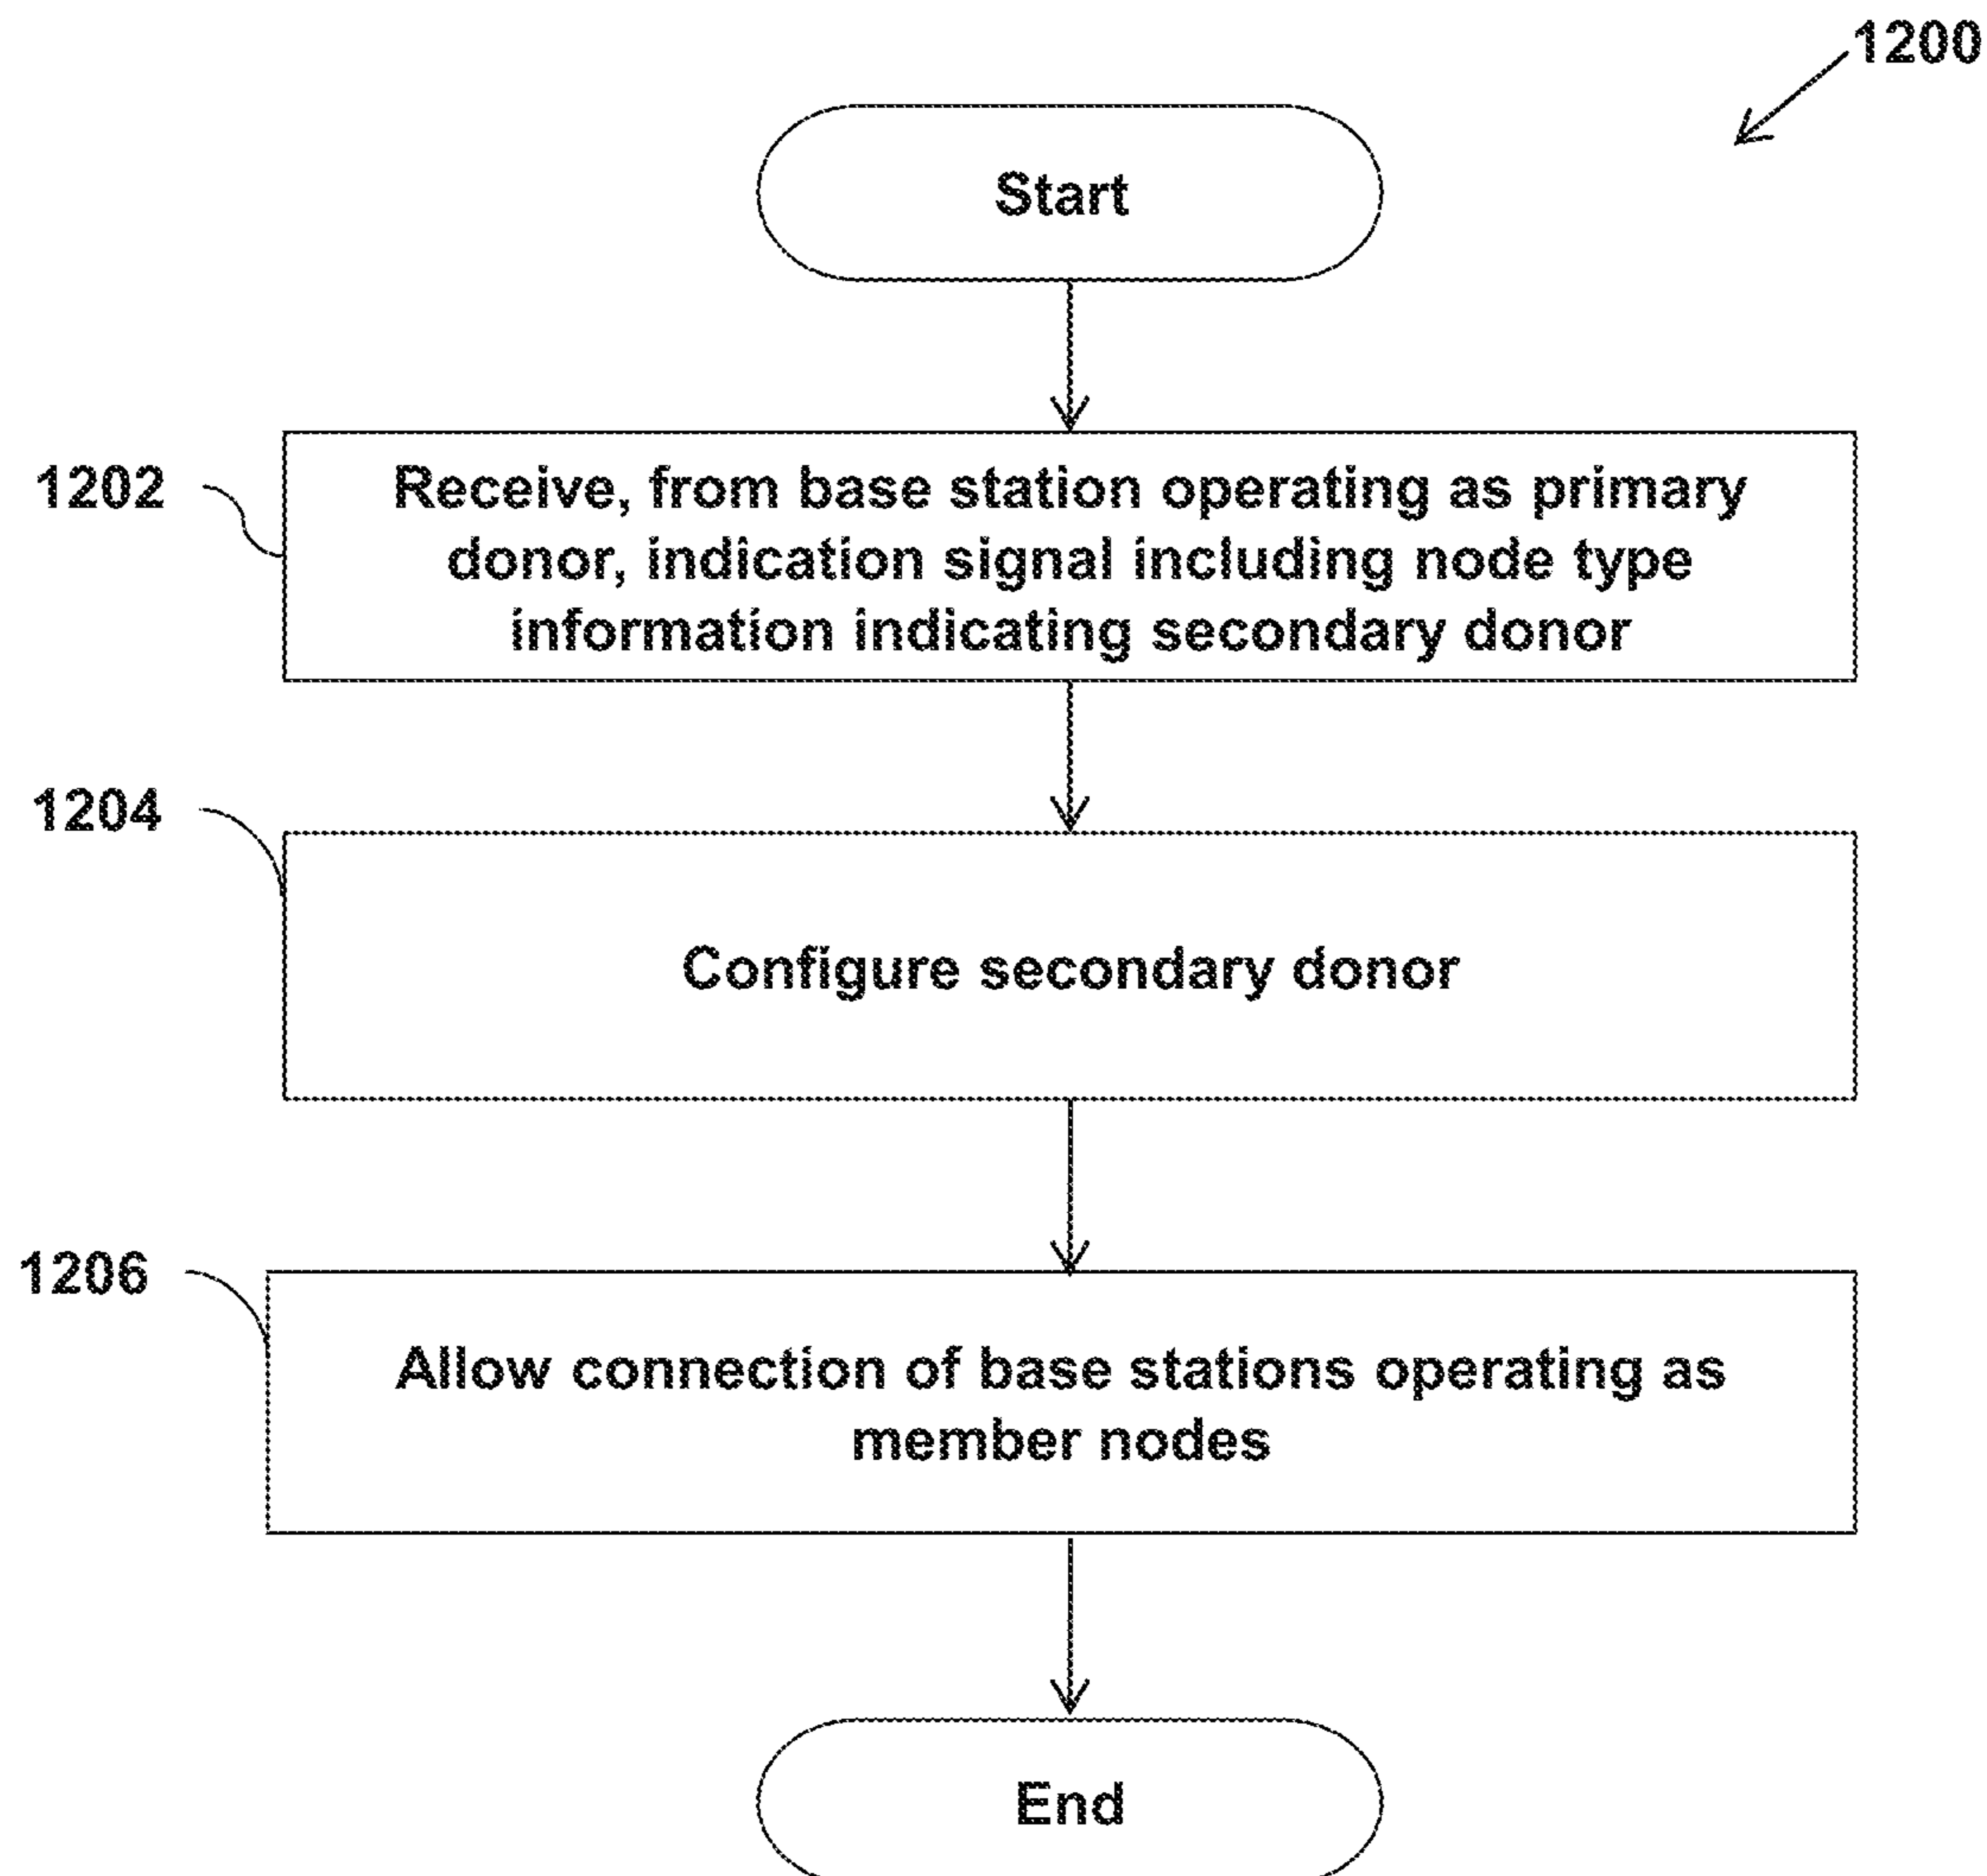 1200
Start
1202
Receive, from base station operating as primary
donor, indication signal including node type
information indicating secondary donor
1204
Configure secondary donor
1206
Allow connection of base stations operating as
member nodes
End